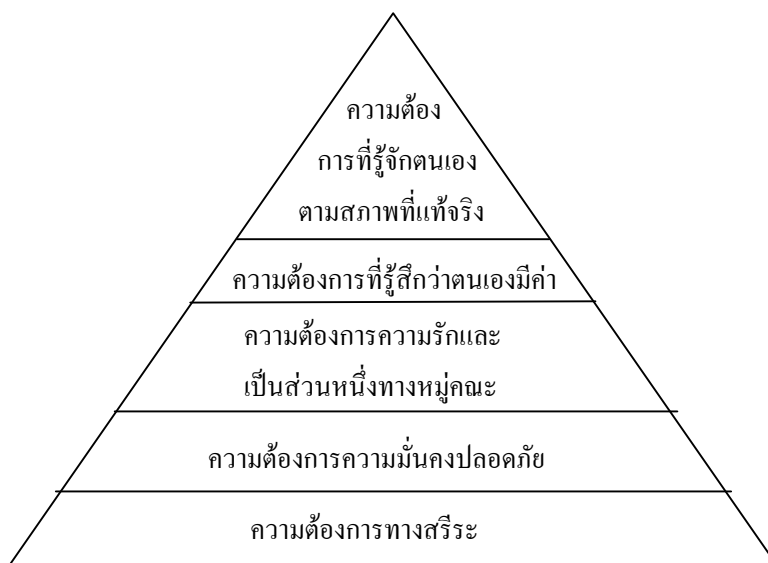 ความต้อง
การที่รู้จักตนเอง
ตามสภาพที่แท้จริง
ความต้องการที่รู้สึกว่าตนเองมีค่า
ความต้องการความรักและ
เป็นส่วนหนึ่งทางหมู่คณะ
ความต้องการความมั่นคงปลอดภัย
ความต้องการทางสรีระ